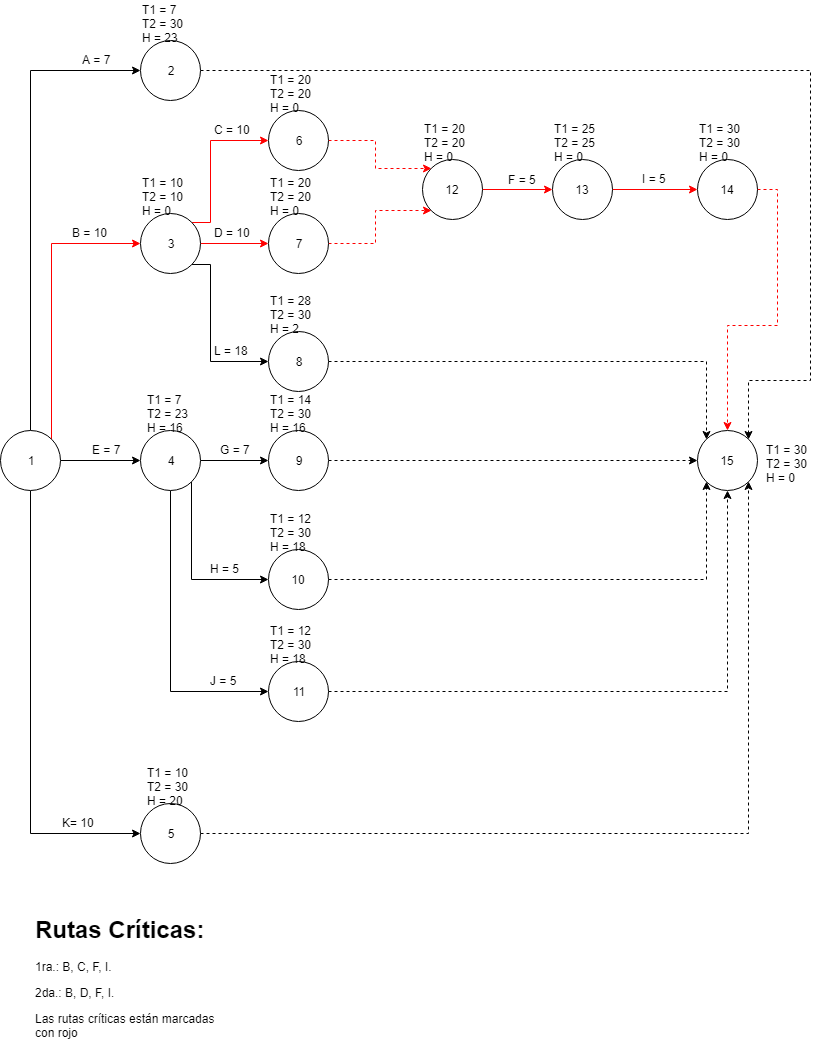 T1 = 7
T2 = 30
H = 23
A = 7
2
T1 = 20
T2 = 20
H = 0
C = 10
6
T1 = 20
T2 = 20
H = 0
12
F = 5
T1 = 25
T2 = 25
H = 0
13
I = 5
T1 = 30
T2 = 30
H = 0
14
T1 = 10
T2 = 10
H = 0
B = 10
3
T1 = 20
T2 = 20
H = 0
D = 10
7
T1 = 28
T2 = 30
H = 2
L = 18
8
T1 = 7
T2 = 23
H = 16
1
E = 7
4
T1 = 14
T2 = 30
H = 16
G = 7
9
15
T1 = 30
T2 = 30
H = 0
T1 = 12
T2 = 30
H = 18
H = 5
10
T1 = 12
T2 = 30
H = 18
J = 5
11
T1 = 10
T2 = 30
H = 20
K= 10
5
Rutas Críticas:
1ra.: B, C, F, I.
2da.: B, D, F, I.
Las rutas críticas están marcadas
con rojo